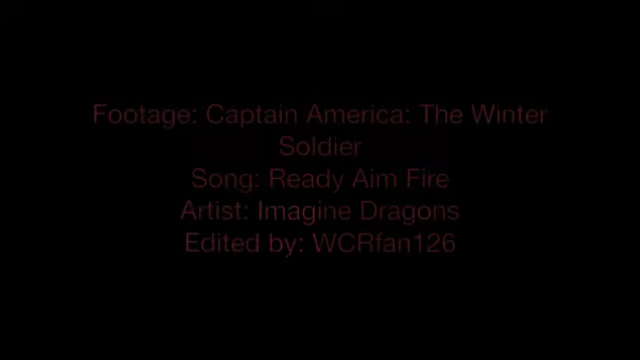 Footage: Captain America: The Winter
Soldier
Song: Ready Aim Fire
Artist: Imagine Dragons
Edited by: WCRfan126